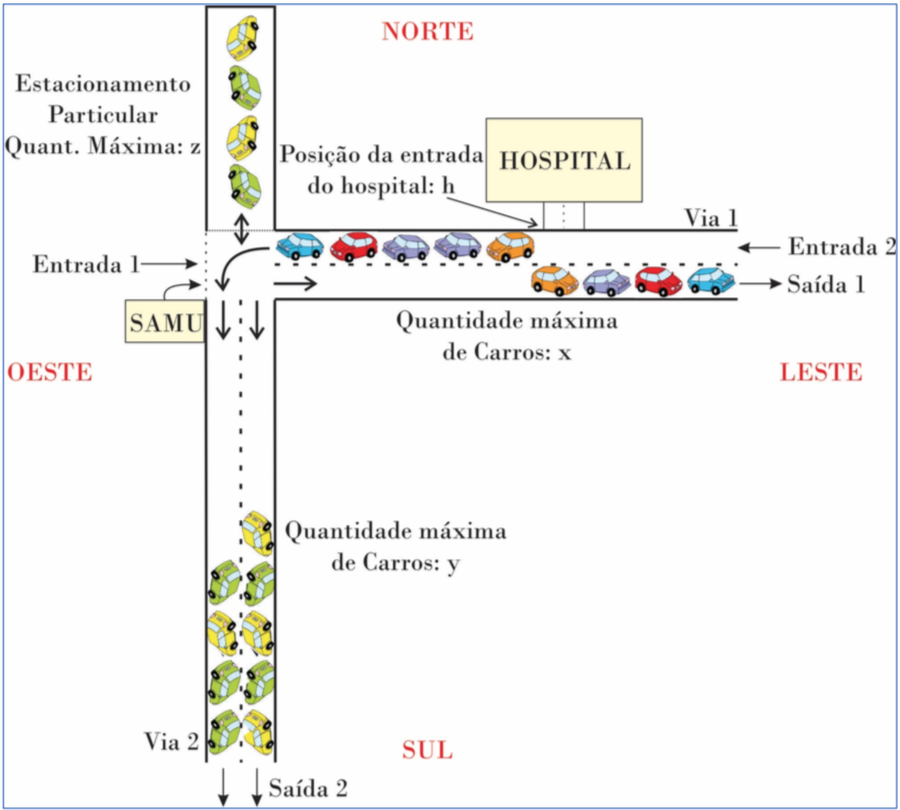 NORTE
Estacionamento
Particular
Quant. Máxima: z
Posição da entrada
do hospital: h
HOSPITAL
Via 1
Entrada 2
Entrada 1
Saída 1
SAMU
Quantidade máxima
de Carros: x
OESTE
LESTE
Quantidade máxima
de Carros: y
Via 2
SUL
Saída 2